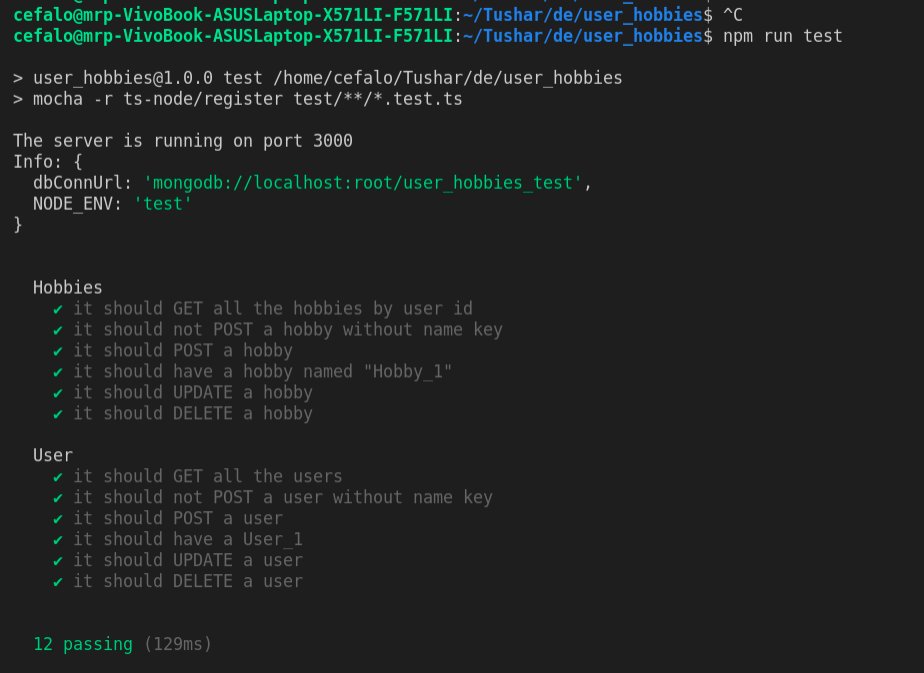 cefalo@mrp-VivoBook-ASUSLaptop-X571LI-F571LI:~/Tushar/de/user_hobbies$ ^C
cefalo@mrp-VivoBook-ASUSLaptop-X571LI-F571LI:~/Tushar/de/user_hobbies$ npm run test
> user_hobbies@1.0.0 test /home/cefalo/Tushar/de/user_hobbies
> mocha -r ts-node/register test/**/*.test.ts
The server is running on port 3000
Info: {
  dbConnUrl: 'mongodb://localhost:root/user_hobbies_test',
  NODE_ENV: 'test'
}
  Hobbies
    ✔ it should GET all the hobbies by user id
    ✔ it should not POST a hobby without name key
    ✔ it should POST a hobby
    ✔ it should have a hobby named "Hobby_1"
    ✔ it should UPDATE a hobby
    ✔ it should DELETE a hobby
  User
    ✔ it should GET all the users
    ✔ it should not POST a user without name key
    ✔ it should POST a user
    ✔ it should have a User_1
    ✔ it should UPDATE a user
    ✔ it should DELETE a user
  12 passing (129ms)